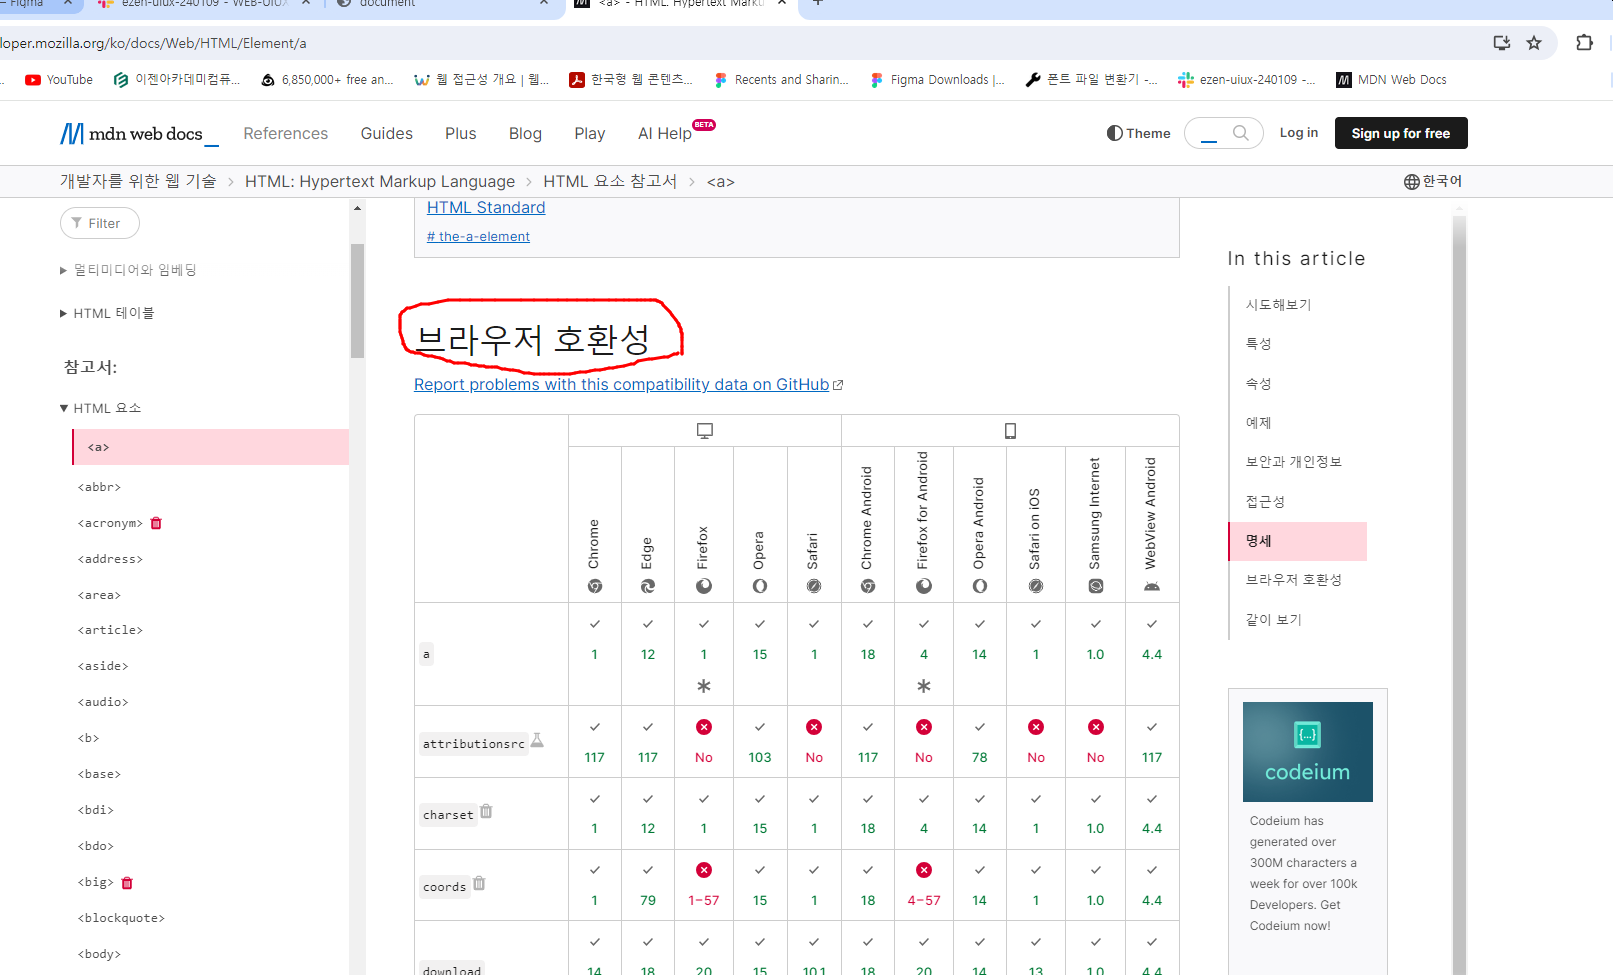 Figma
ezen-uiux-240109 - WEB-UIUX
document
<a> - HTML: Hypertext Marku
loper.mozilla.org/ko/docs/Web/HTML/Element/a
YouTube
이젠아카데미컴퓨...
6,850,000+ free an...
웹 접근성 개요 | 웹...
한국형 웹 콘텐츠...
Recents and Sharin...
Figma Downloads |...
폰트 파일 변환기 -...
ezen-uiux-240109 -...
MDN Web Docs
mdn web docs
References
Guides
Plus
Blog
Play
AI Help
BETA
Theme
Log in
Sign up for free
개발자를 위한 웹 기술 > HTML: Hypertext Markup Language > HTML 요소 참고서 > <a>
한국어
Filter
멀티미디어와 임베딩
HTML 테이블
참고서:
HTML 요소
<a>
<abbr>
<acronym>
<address>
<area>
<article>
<aside>
<audio>
<b>
<base>
<bdi>
<bdo>
<big>
<blockquote>
<body>
HTML Standard
# the-a-element
브라우저 호환성
Report problems with this compatibility data on GitHub
Chrome Edge Firefox Opera Safari Chrome Android Firefox for Android Opera Android Safari on iOS Samsung Internet WebView Android
a 1 12 1 15 1 18 4 14 1 1.0 4.4
* *
attributionsrc 117 117 No 103 No 117 No 78 No No 117
charset 1 12 1 15 1 18 4 14 1 1.0 4.4
coords 1 79 1–57 15 1 18 4–57 14 1 1.0 4.4
download 14 18 20 15 10.1 18 20 14 13 1.0 4.4
In this article
시도해보기
특성
속성
예제
보안과 개인정보
접근성
명세
브라우저 호환성
같이 보기
{...}
codeium
Codeium has
generated over
300M characters a
week for over 100k
Developers. Get
Codeium now!